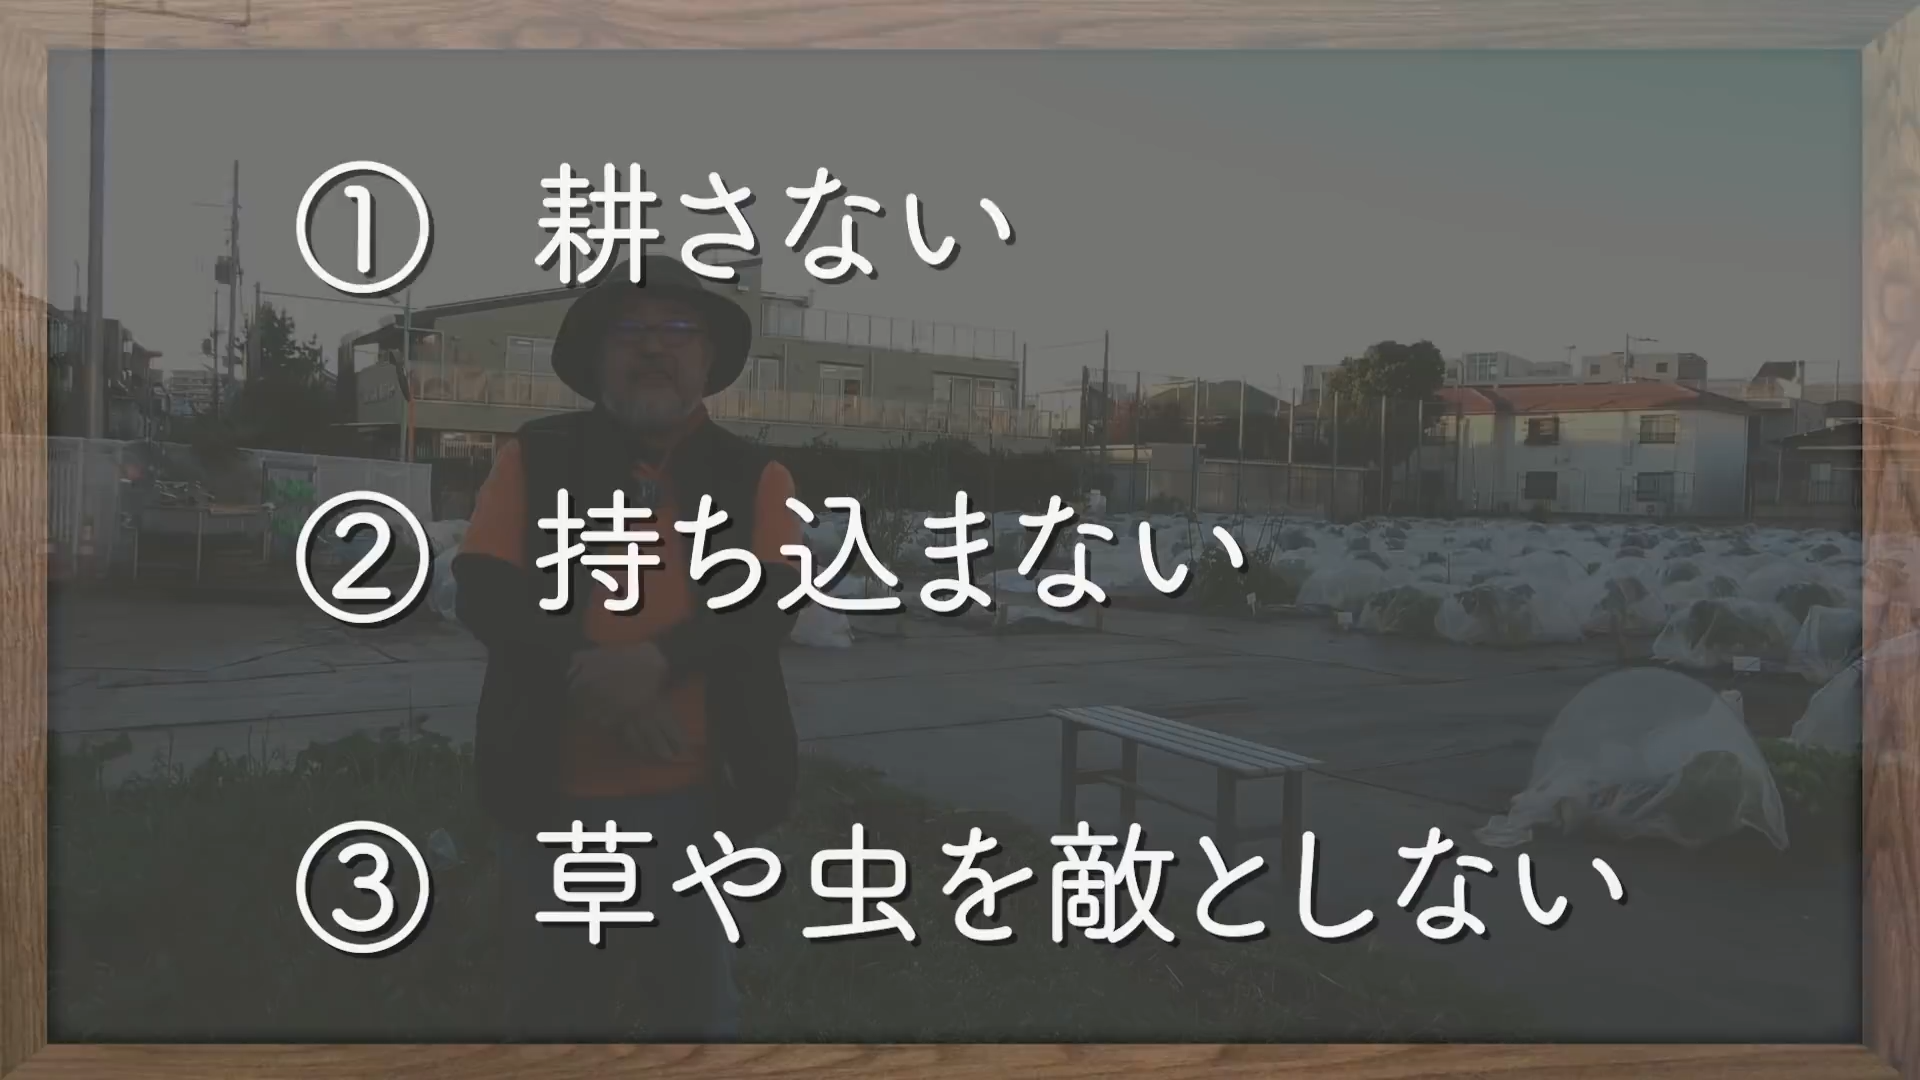 ① 耕さない
② 持ち込まない
③ 草や虫を敵としない